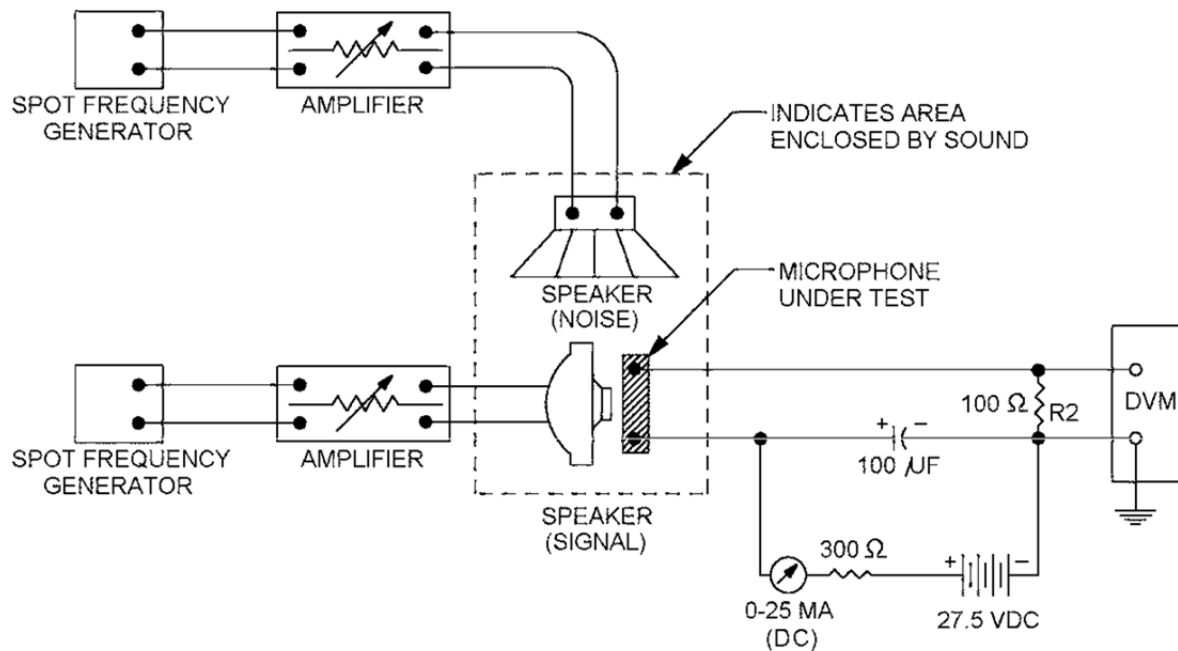 SPOT FREQUENCY
GENERATOR
AMPLIFIER
INDICATES AREA
ENCLOSED BY SOUND
SPEAKER
(NOISE)
MICROPHONE
UNDER TEST
SPOT FREQUENCY
GENERATOR
AMPLIFIER
SPEAKER
(SIGNAL)
100 Ω
R2
DVM
+ −
100 µUF
300 Ω
+ −
0-25 MA
(DC)
27.5 VDC